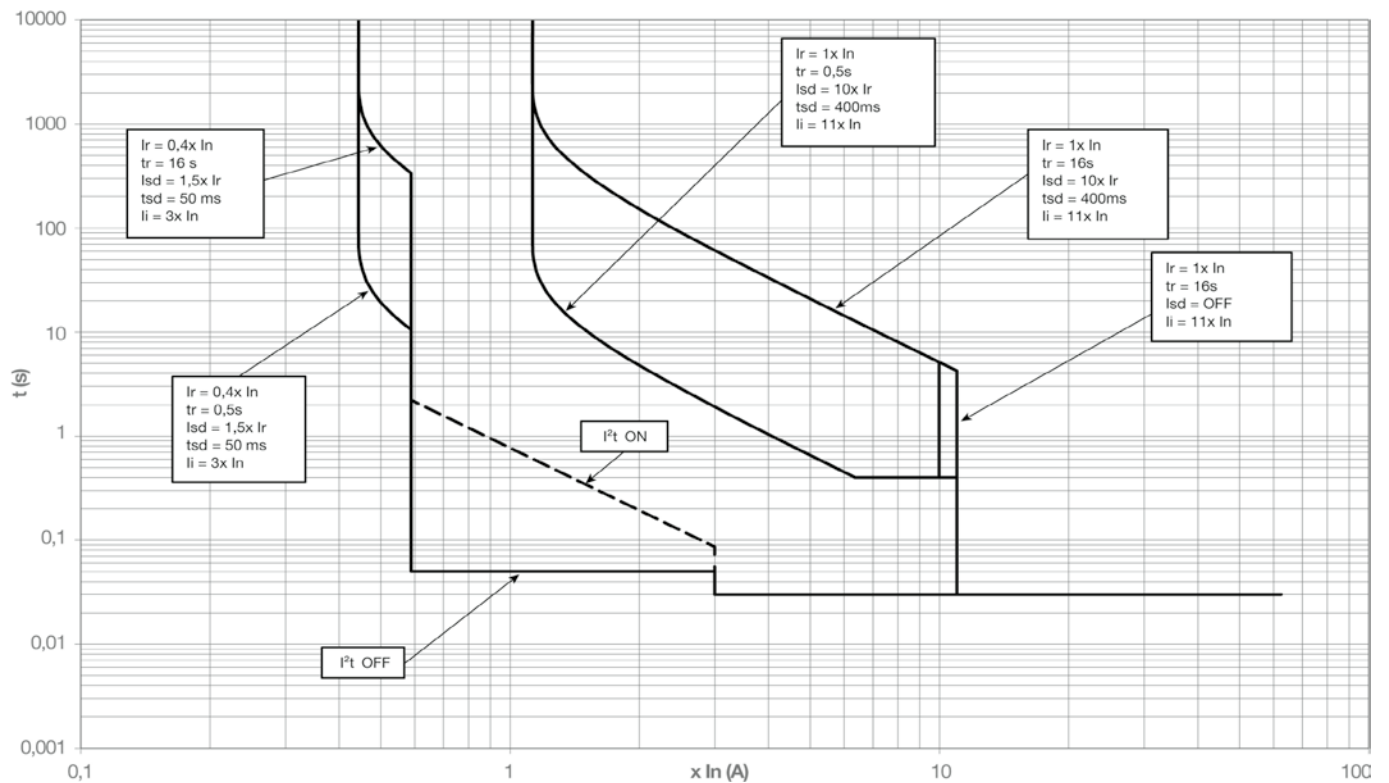 10000
1000
100
10
1
0,1
0,01
0,001
t (s)
Ir = 1x In
tr = 0,5s
Isd = 10x Ir
tsd = 400ms
Ii = 11x In
Ir = 0,4x In
tr = 16 s
Isd = 1,5x Ir
tsd = 50 ms
Ii = 3x In
Ir = 1x In
tr = 16s
Isd = 10x Ir
tsd = 400ms
Ii = 11x In
Ir = 1x In
tr = 16s
Isd = OFF
Ii = 11x In
Ir = 0,4x In
tr = 0,5s
Isd = 1,5x Ir
tsd = 50 ms
Ii = 3x In
I²t ON
I²t OFF
0,1
1
x In (A)
10
100